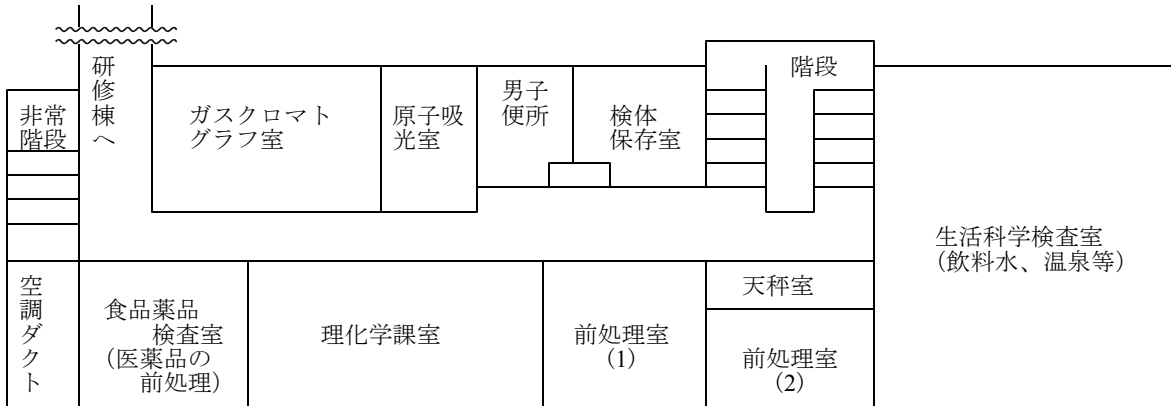 研修棟へ
階段
非常
階段
ガスクロマト
グラフ室
原子吸
光室
男子
便所
検体
保存室
生活科学検査室
(飲料水、温泉等)
空調ダクト
食品薬品
検査室
(医薬品の
前処理)
理化学課室
前処理室
(1)
天秤室
前処理室
(2)